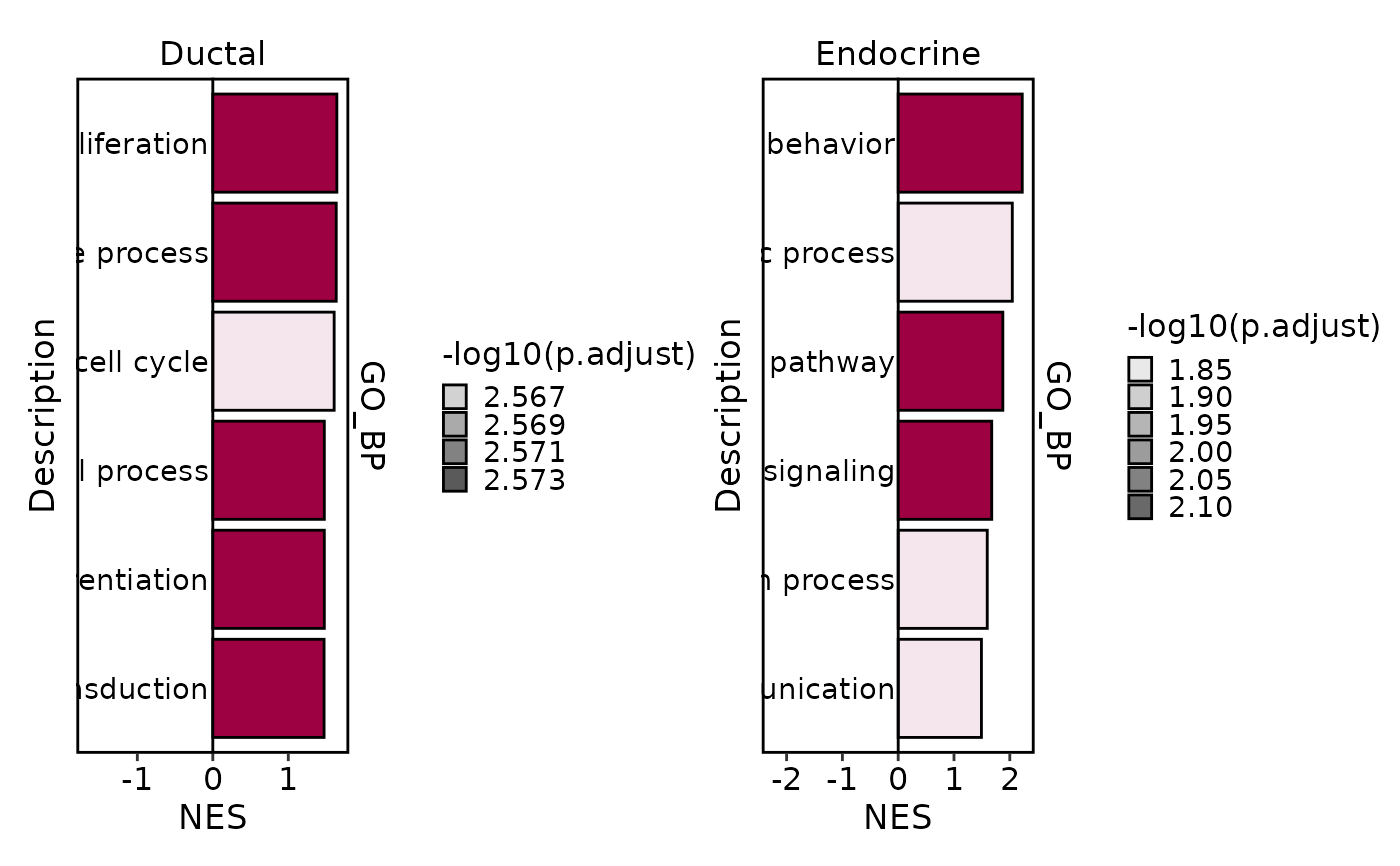 Ductal
liferation
process
cell cycle
process
entiation
nsduction
-1 0 1
NES
Description
GO_BP
-log10(p.adjust)
2.567
2.569
2.571
2.573
Endocrine
behavior
process
pathway
signaling
process
unication
-2 -1 0 1 2
NES
Description
GO_BP
-log10(p.adjust)
1.85
1.90
1.95
2.00
2.05
2.10